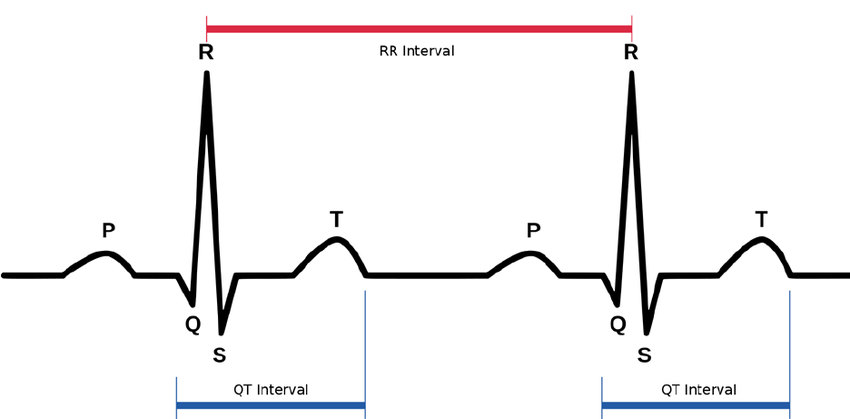 RR Interval
R R
P T P T
Q Q
S S
QT Interval QT Interval